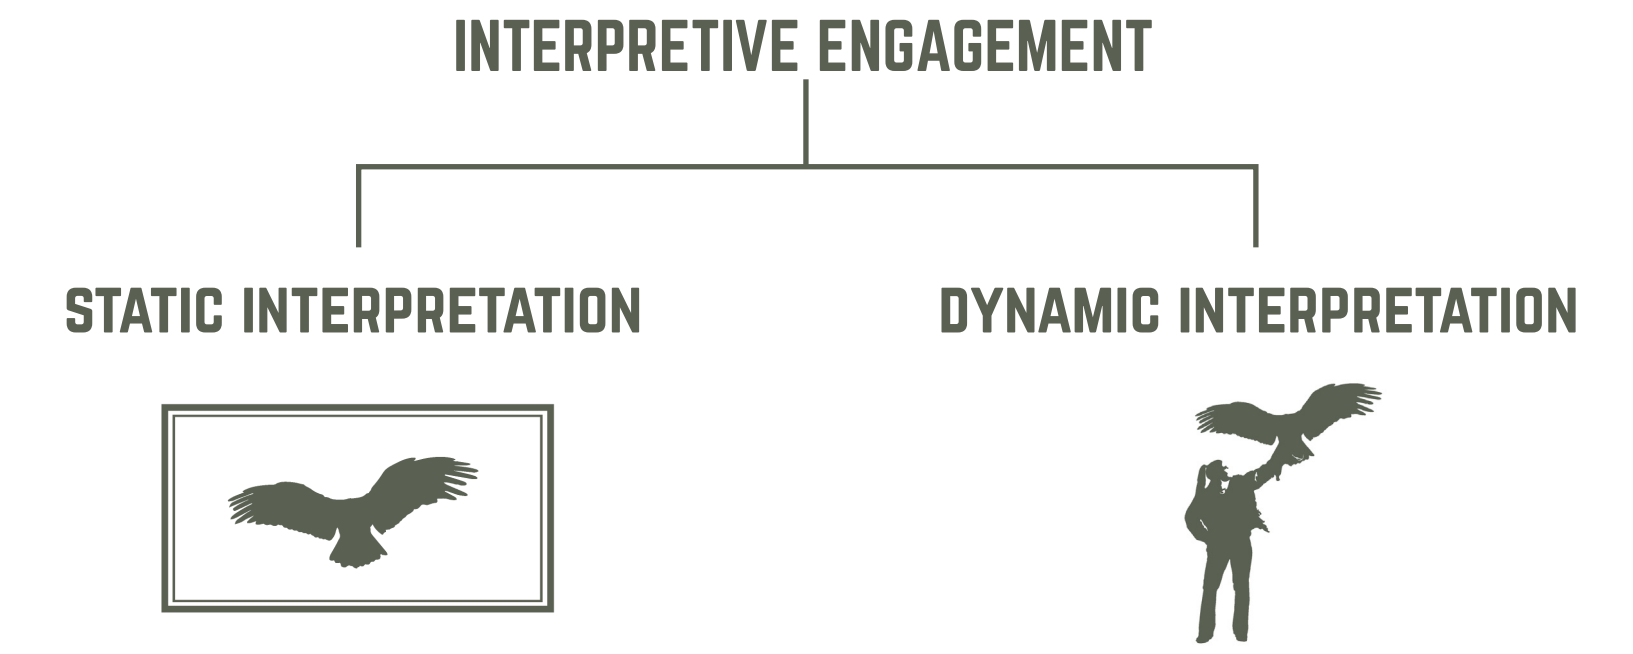 INTERPRETIVE ENGAGEMENT
STATIC INTERPRETATION
DYNAMIC INTERPRETATION